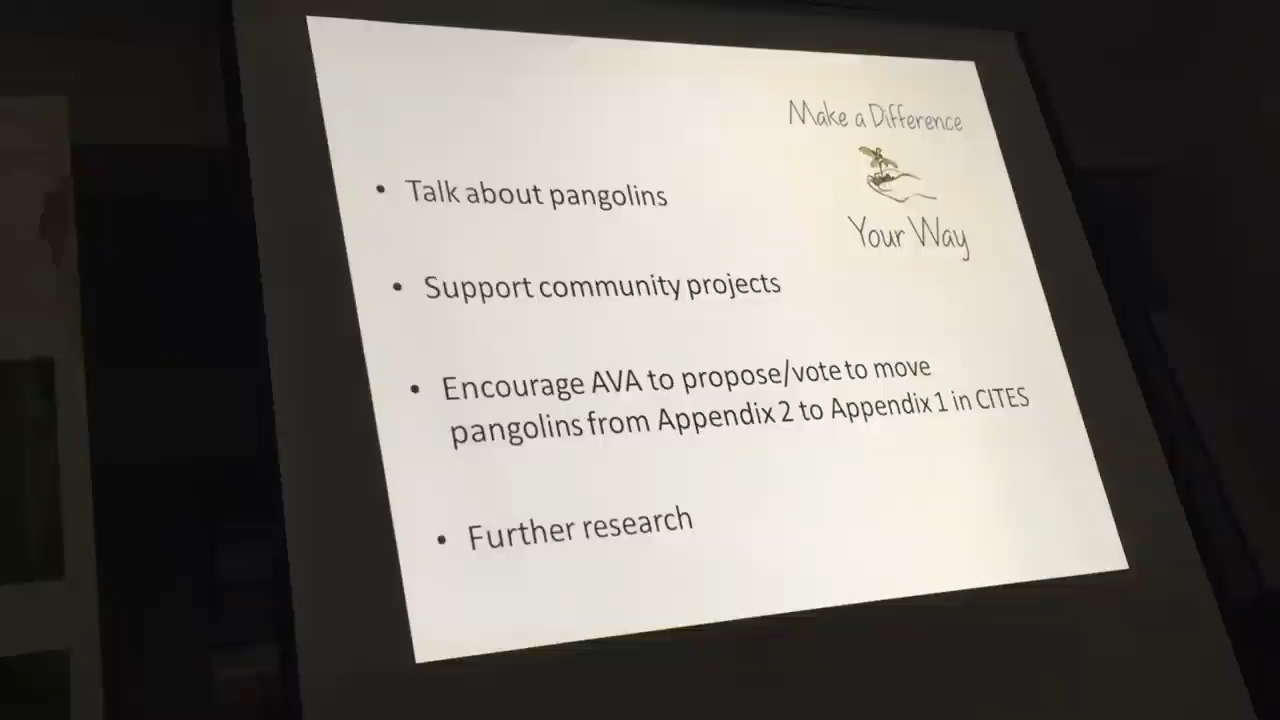 Make a Difference
Your Way
• Talk about pangolins
• Support community projects
• Encourage AVA to propose/vote to move
pangolins from Appendix 2 to Appendix 1 in CITES
• Further research